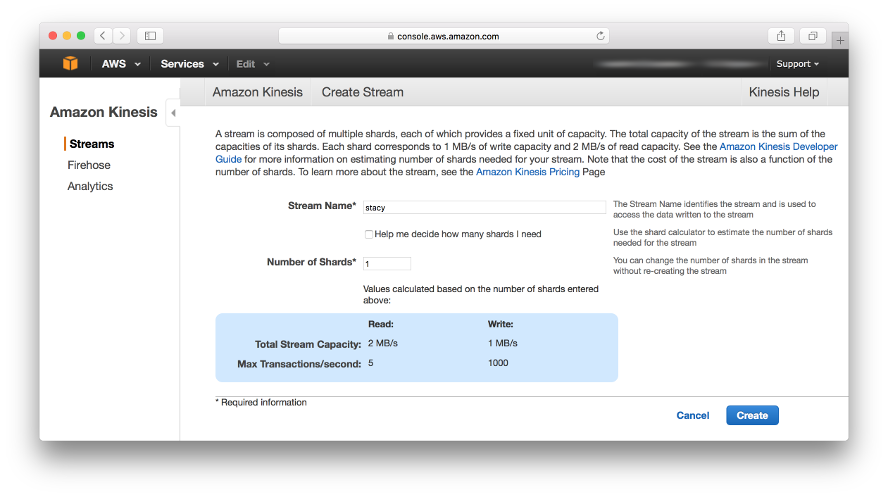 console.aws.amazon.com
AWS Services Edit Support
Amazon Kinesis Create Stream Kinesis Help
Amazon Kinesis
Streams
Firehose
Analytics
A stream is composed of multiple shards, each of which provides a fixed unit of capacity. The total capacity of the stream is the sum of the
capacities of its shards. Each shard corresponds to 1 MB/s of write capacity and 2 MB/s of read capacity. See the Amazon Kinesis Developer
Guide for more information on estimating number of shards needed for your stream. Note that the cost of the stream is also a function of the
number of shards. To learn more about the stream, see the Amazon Kinesis Pricing Page
Stream Name* stacy
The Stream Name identifies the stream and is used to
access the data written to the stream
Help me decide how many shards I need
Use the shard calculator to estimate the number of shards
needed for the stream
Number of Shards* 1
You can change the number of shards in the stream
without re-creating the stream
Values calculated based on the number of shards entered
above:
Read: Write:
Total Stream Capacity: 2 MB/s 1 MB/s
Max Transactions/second: 5 1000
* Required information
Cancel Create